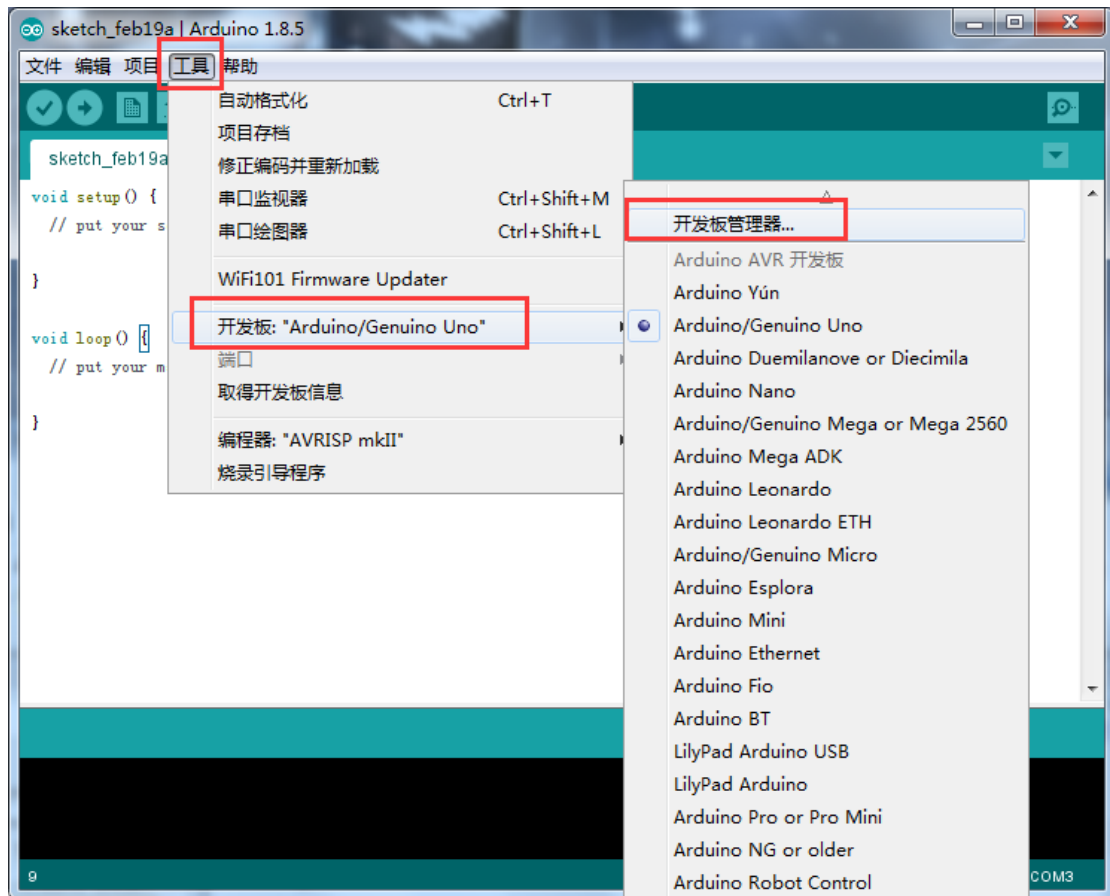 sketch_feb19a | Arduino 1.8.5
文件 编辑 项目 工具 帮助
sketch_feb19a
void setup() {
// put your s
}
void loop() {
// put your m
}
自动格式化 Ctrl+T
项目存档
修正编码并重新加载
串口监视器 Ctrl+Shift+M
串口绘图器 Ctrl+Shift+L
WiFi101 Firmware Updater
开发板: "Arduino/Genuino Uno"
端口
取得开发板信息
编程器: "AVRISP mkII"
烧录引导程序
开发板管理器...
Arduino AVR 开发板
Arduino Yún
Arduino/Genuino Uno
Arduino Duemilanove or Diecimila
Arduino Nano
Arduino/Genuino Mega or Mega 2560
Arduino Mega ADK
Arduino Leonardo
Arduino Leonardo ETH
Arduino/Genuino Micro
Arduino Esplora
Arduino Mini
Arduino Ethernet
Arduino Fio
Arduino BT
LilyPad Arduino USB
LilyPad Arduino
Arduino Pro or Pro Mini
Arduino NG or older
Arduino Robot Control
9 COM3